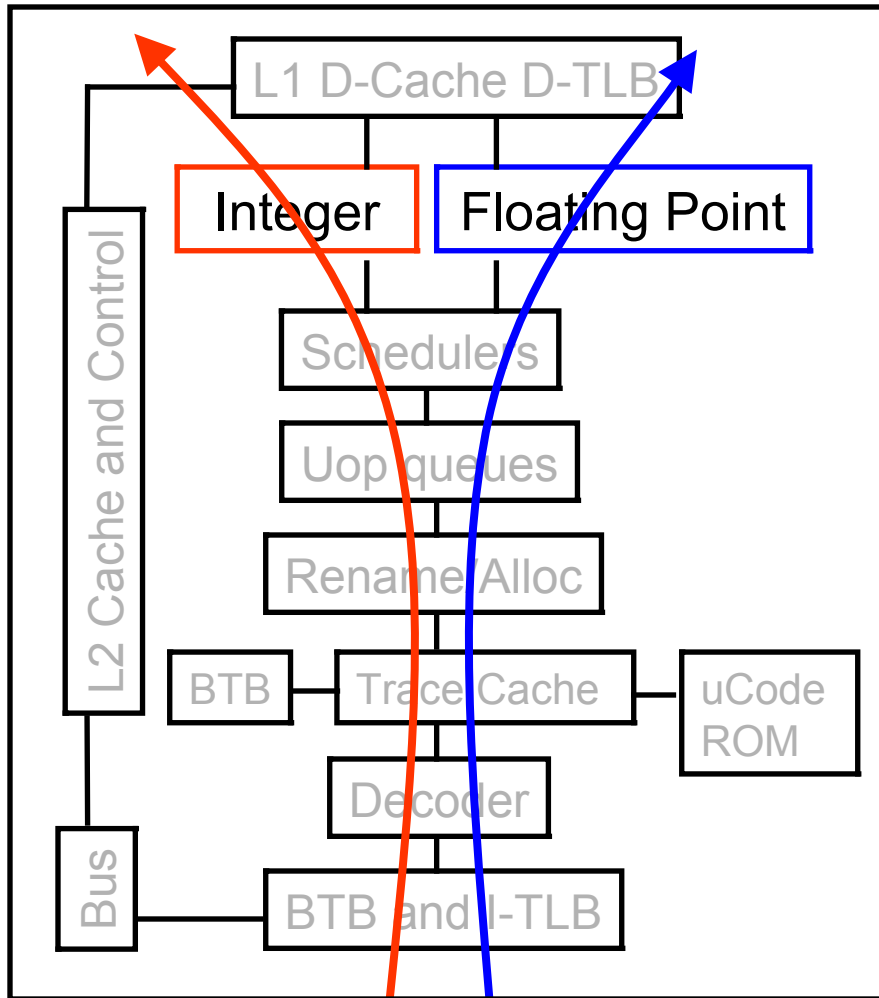 L1 D-Cache D-TLB
Integer
Floating Point
L2 Cache and Control
Schedulers
Uop queues
Rename/Alloc
BTB
Trace Cache
uCode
ROM
Decoder
Bus
BTB and I-TLB